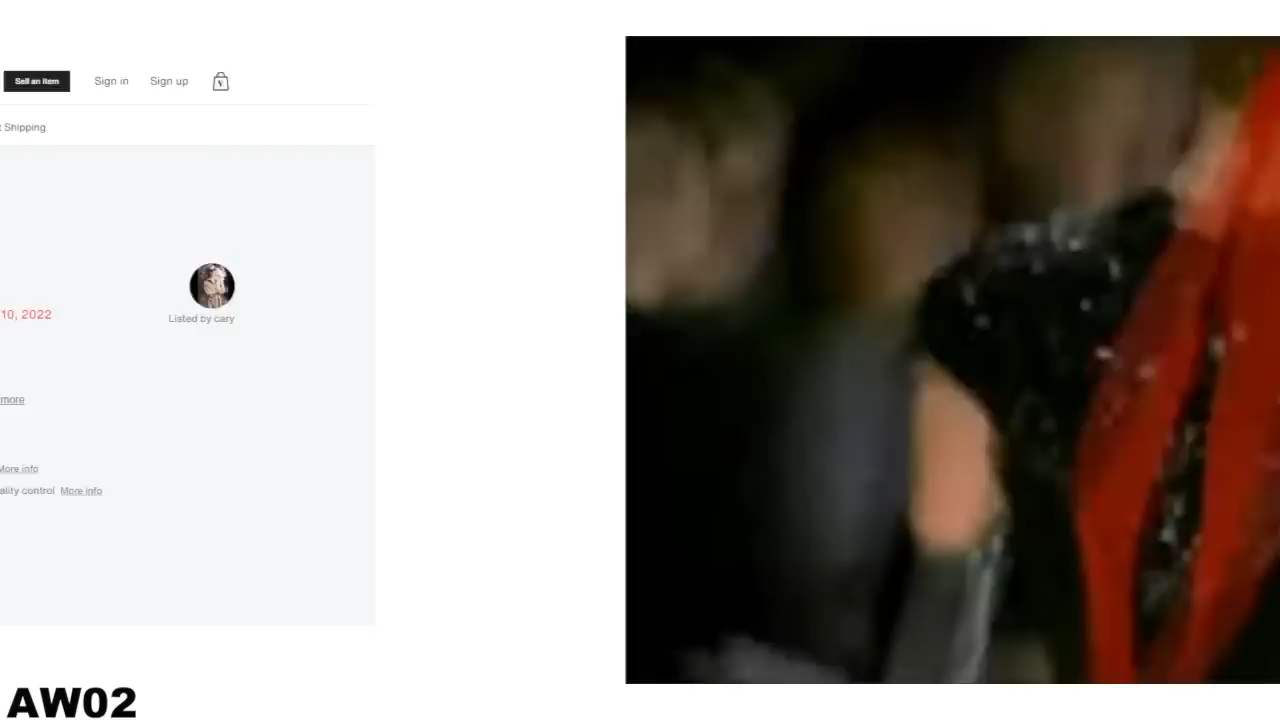 Sell an item Sign in Sign up
t Shipping
10, 2022
Listed by cary
more
More info
ality control More info
AW02